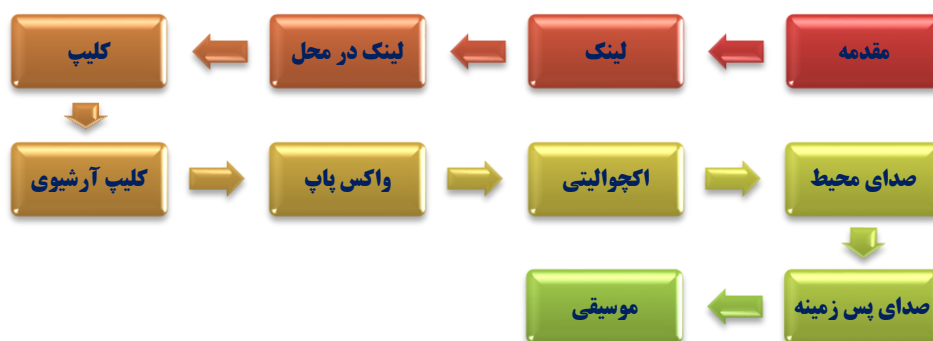 مقدمه
لینک
لینک در محل
کلیپ
کلیپ آرشیوی
واکس پاپ
اکچوالیتی
صدای محیط
صدای پس زمینه
موسیقی